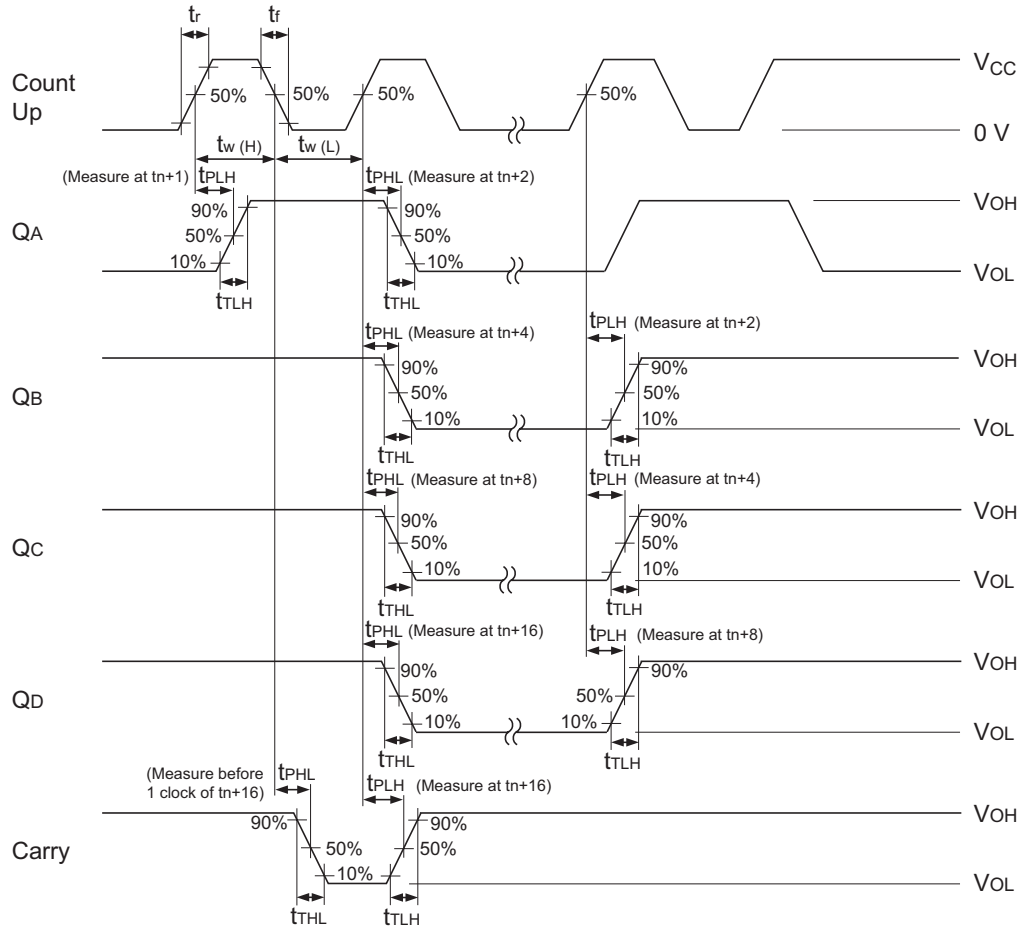 tr tf
Count Up
50% 50% 50% 50%
VCC
0 V
tw (H) tw (L)
(Measure at tn+1) tPLH
tPHL (Measure at tn+2)
QA
90%
50%
10%
tTLH
90%
50%
10%
tTHL
VOH
VOL
tPHL (Measure at tn+4)
tPLH (Measure at tn+2)
QB
90%
50%
10%
tTHL
90%
50%
10%
tTLH
VOH
VOL
tPHL (Measure at tn+8)
tPLH (Measure at tn+4)
QC
90%
50%
10%
tTHL
90%
50%
10%
tTLH
VOH
VOL
tPHL (Measure at tn+16)
tPLH (Measure at tn+8)
QD
90%
50%
10%
tTHL
90%
50%
10%
tTLH
VOH
VOL
(Measure before
1 clock of tn+16)
tPHL
tPLH (Measure at tn+16)
Carry
90%
50%
10%
tTHL
90%
50%
tTLH
VOH
VOL